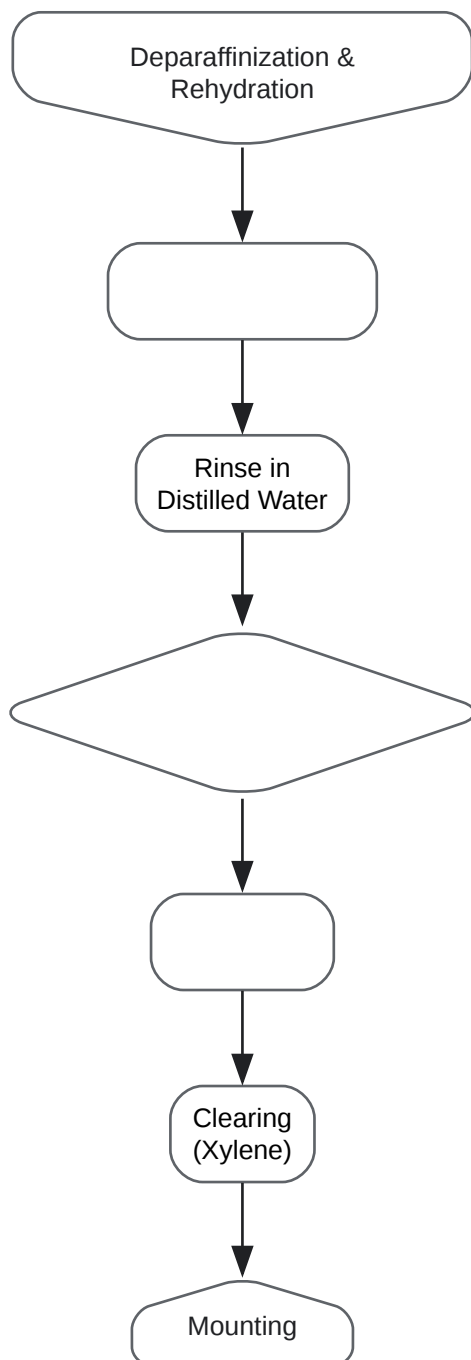 Deparaffinization &
Rehydration
Rinse in
Distilled Water
Clearing
(Xylene)
Mounting